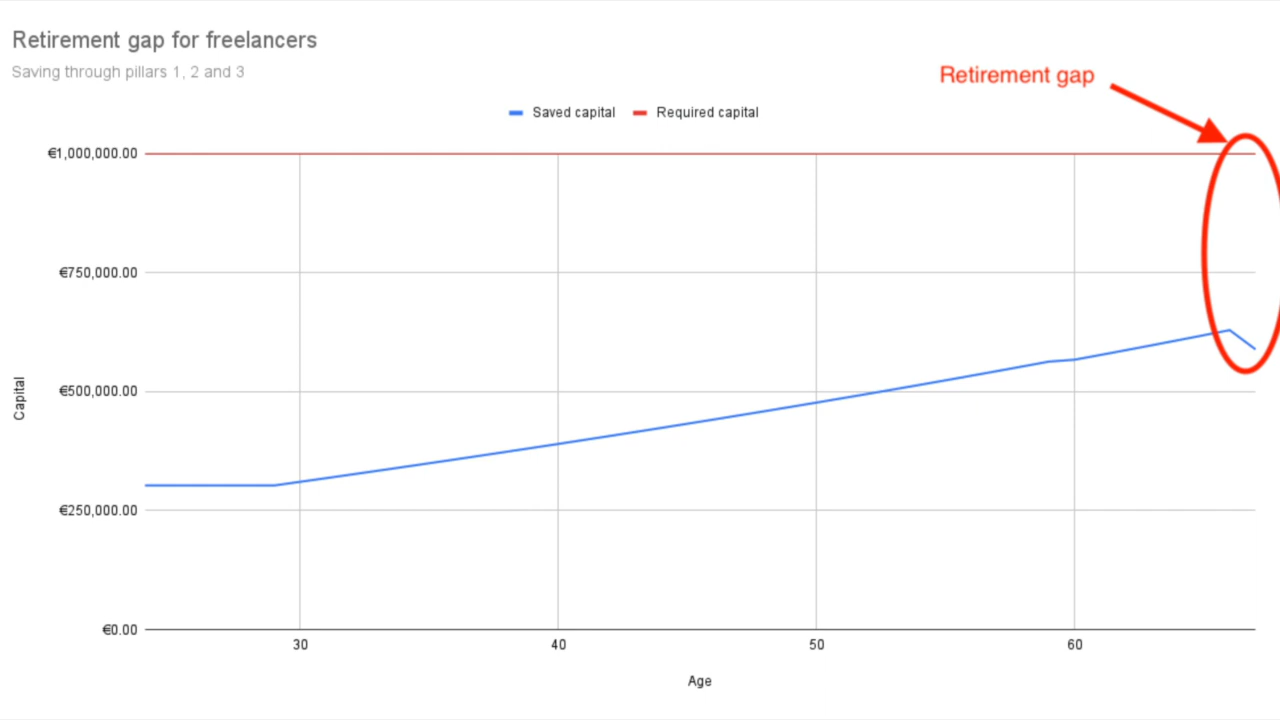 Retirement gap for freelancers
Saving through pillars 1, 2 and 3
Retirement gap
Saved capital
Required capital
€1,000,000.00
€750,000.00
€500,000.00
€250,000.00
€0.00
Capital
30
40
50
60
Age